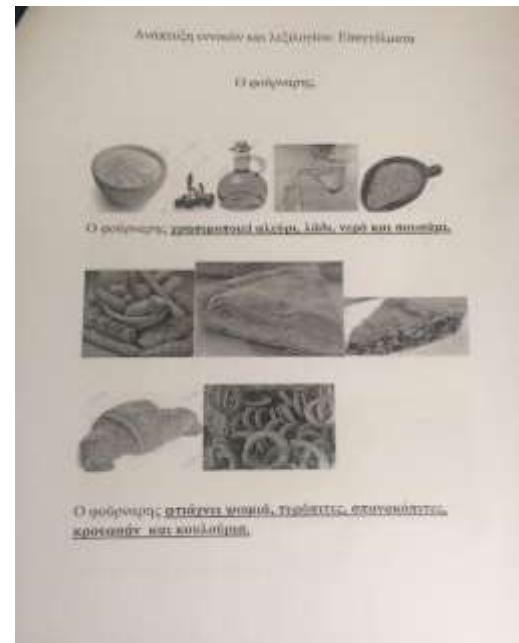 Ανάπτυξη εννοιών και λεξιλογίου: Επαγγέλματα
Ο φούρναρης
Ο φούρναρης χρησιμοποιεί αλεύρι, λάδι, νερό και σουσάμι.
Ο φούρναρης φτιάχνει ψωμιά, τυρόπιτες, σπανακόπιτες,
κρουασάν και κουλούρια.